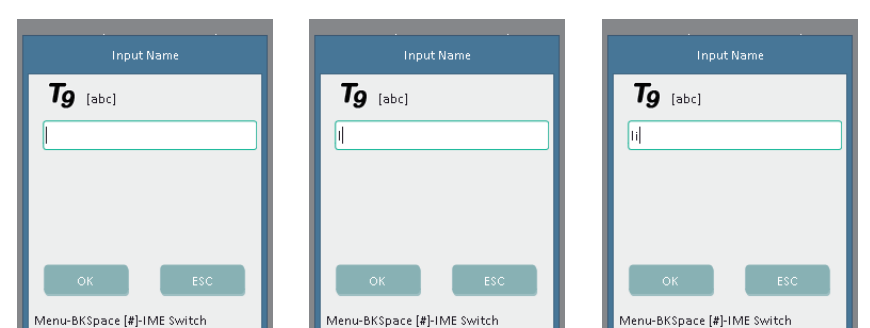 Input Name
T9 [abc]
OK ESC
Menu-BKSpace [#]-IME Switch
Input Name
T9 [abc]
l
OK ESC
Menu-BKSpace [#]-IME Switch
Input Name
T9 [abc]
li
OK ESC
Menu-BKSpace [#]-IME Switch